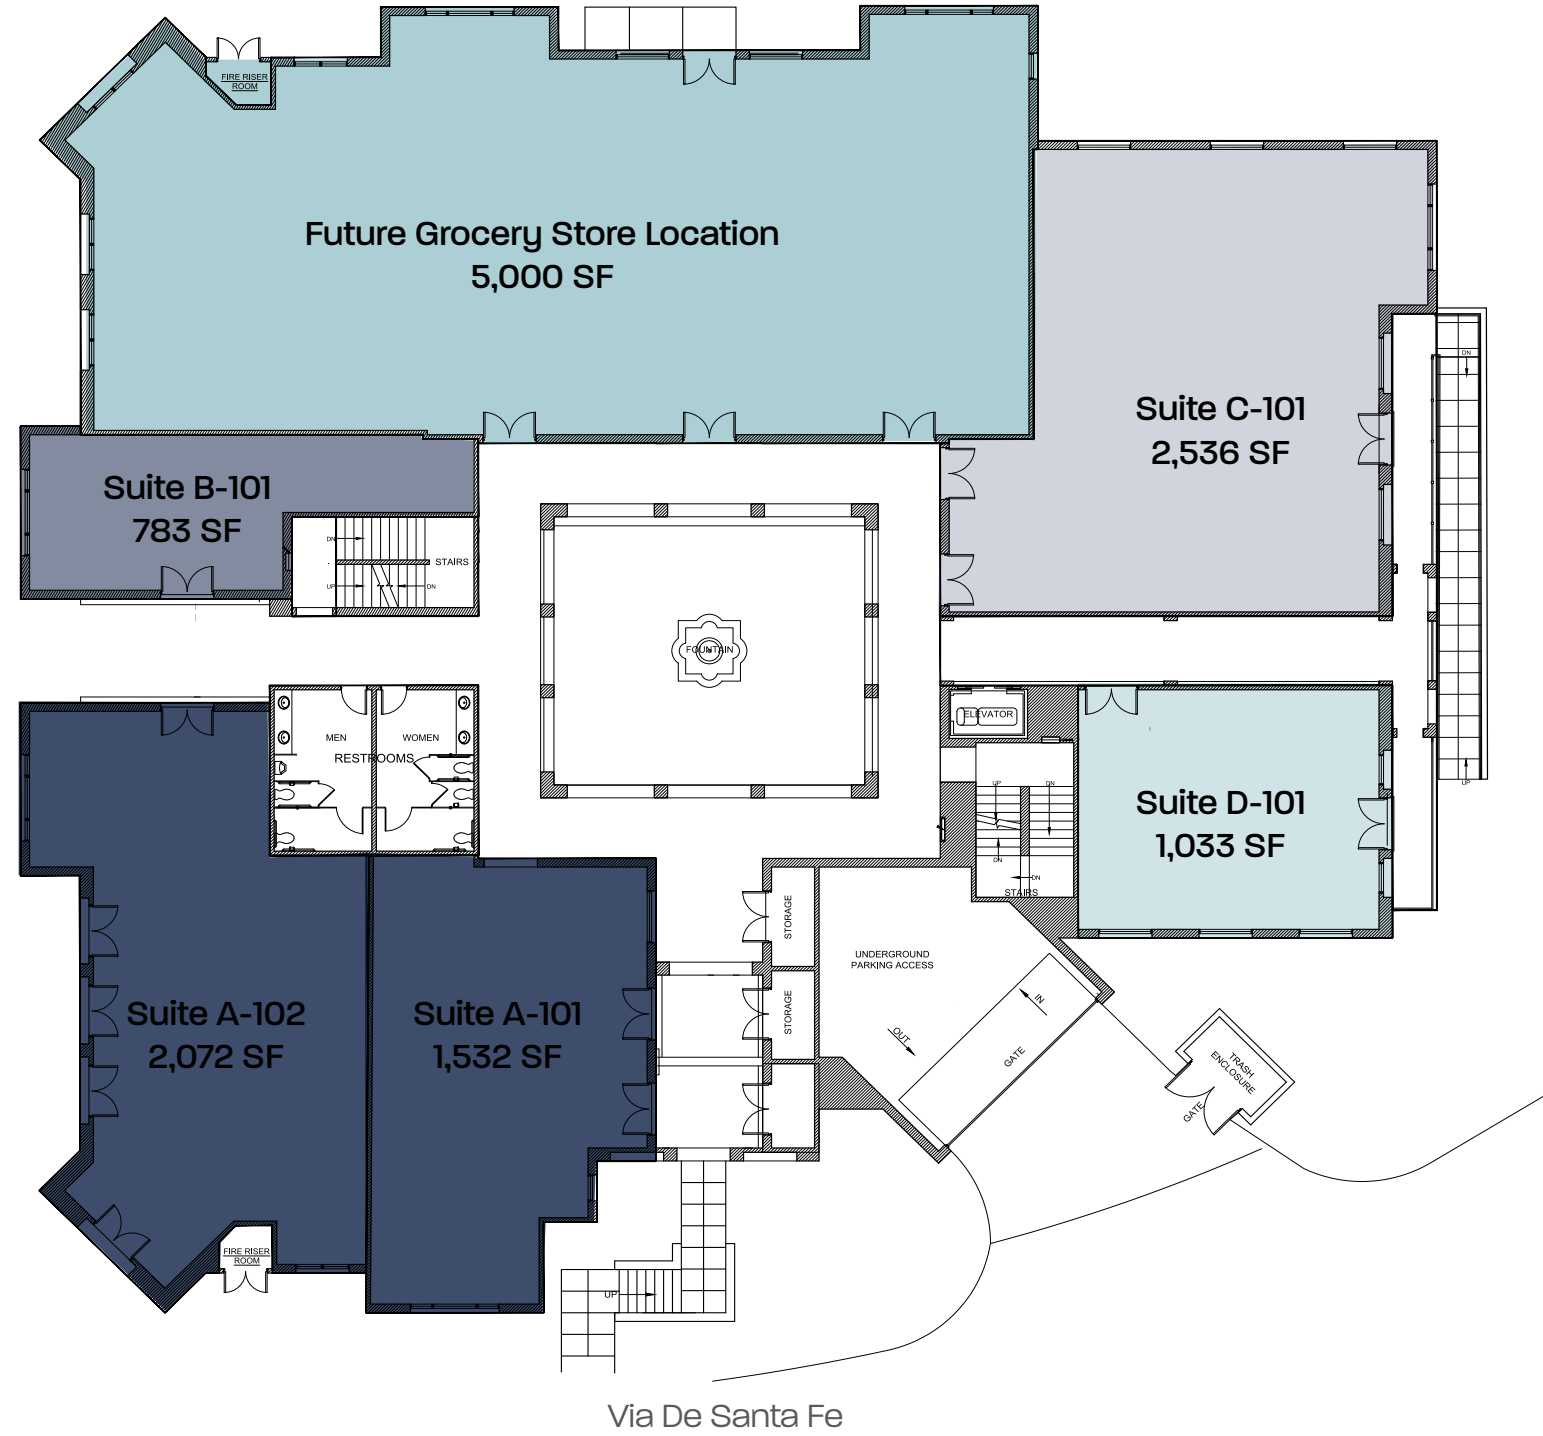 FIRE RISER
ROOM
Future Grocery Store Location
5,000 SF
Suite C-101
2,536 SF
DN
Suite B-101
783 SF
DN
STAIRS
UP
DN
FOUNTAIN
MEN
WOMEN
RESTROOMS
ELEVATOR
UP
DN
DN
DN
STAIRS
Suite D-101
1,033 SF
UP
STORAGE
STORAGE
UNDERGROUND
PARKING ACCESS
IN
OUT
GATE
TRASH
ENCLOSURE
GATE
Suite A-102
2,072 SF
Suite A-101
1,532 SF
FIRE RISER
ROOM
UP
Via De Santa Fe